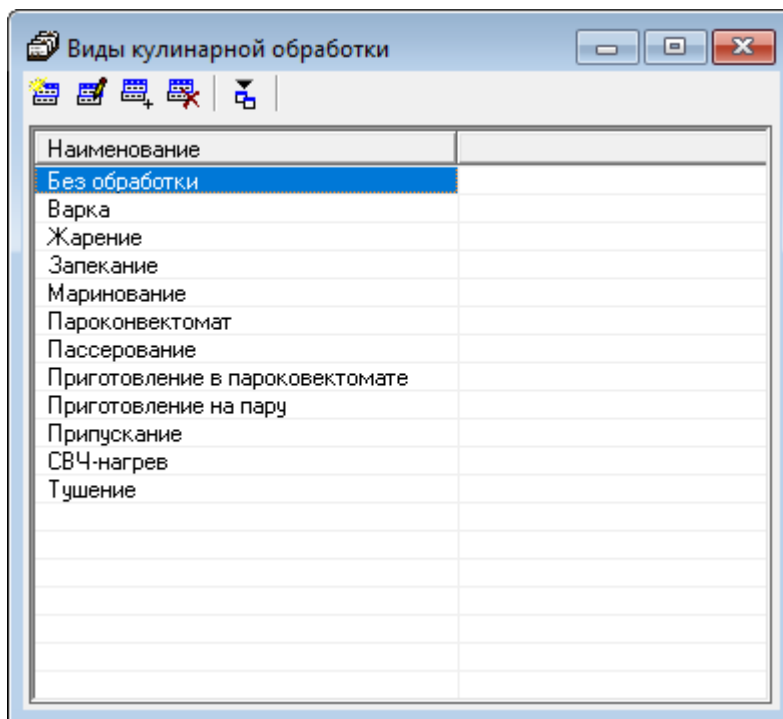 Виды кулинарной обработки
Наименование
Без обработки
Варка
Жарение
Запекание
Маринование
Пароконвектомат
Пассерование
Приготовление в пароковектомате
Приготовление на пару
Припускание
СВЧ-нагрев
Тушение